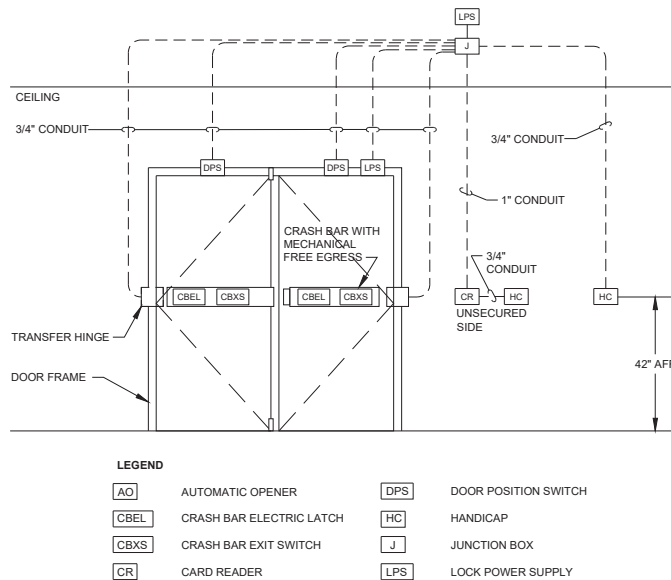 LPS
J
CEILING
3/4" CONDUIT
3/4" CONDUIT
DPS
DPS
LPS
1" CONDUIT
CRASH BAR WITH
MECHANICAL
FREE EGRESS
3/4"
CONDUIT
CBEL
CBXS
CBEL
CBXS
CR
HC
HC
UNSECURED
SIDE
TRANSFER HINGE
42" AFF
DOOR FRAME
LEGEND
AO AUTOMATIC OPENER
DPS DOOR POSITION SWITCH
CBEL CRASH BAR ELECTRIC LATCH
HC HANDICAP
CBXS CRASH BAR EXIT SWITCH
J JUNCTION BOX
CR CARD READER
LPS LOCK POWER SUPPLY